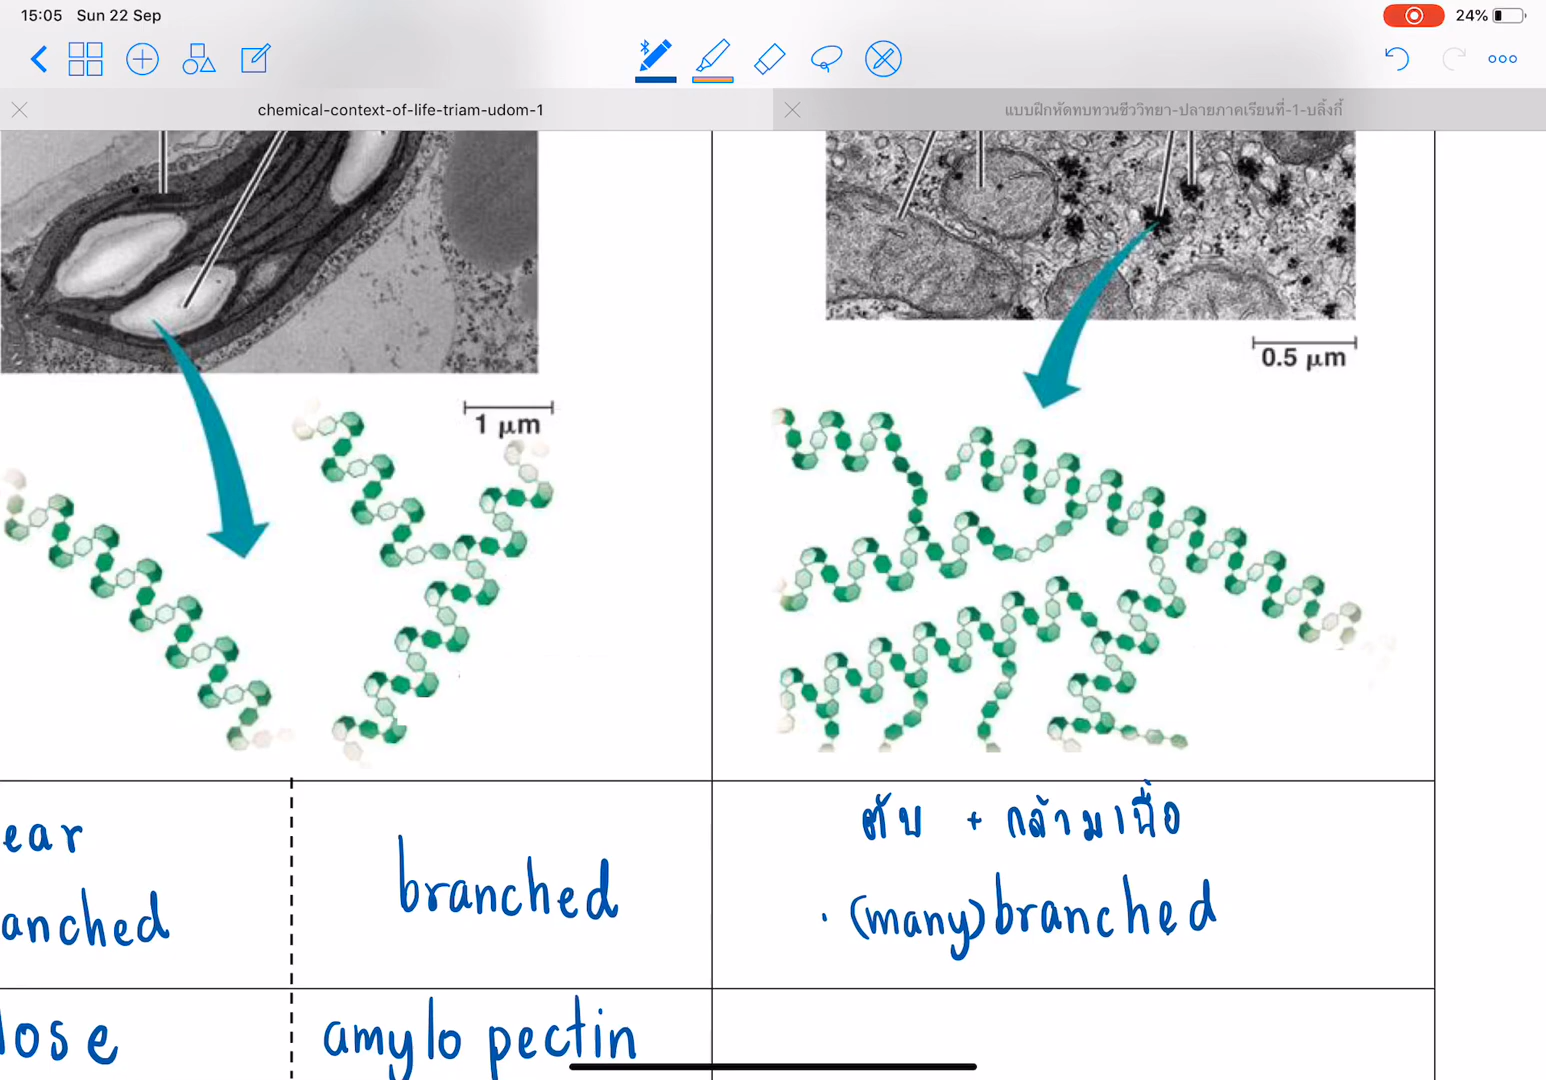 15:05 Sun 22 Sep
24%
chemical-context-of-life-triam-udom-1
แบบฝึกหัดทบทวนชีววิทยา-ปลายภาคเรียนที่-1-บลิ้งกี้
0.5 μm
1 μm
ear
anched
branched
ตับ + กล้ามเนื้อ
· (many) branched
lose
amylo pectin